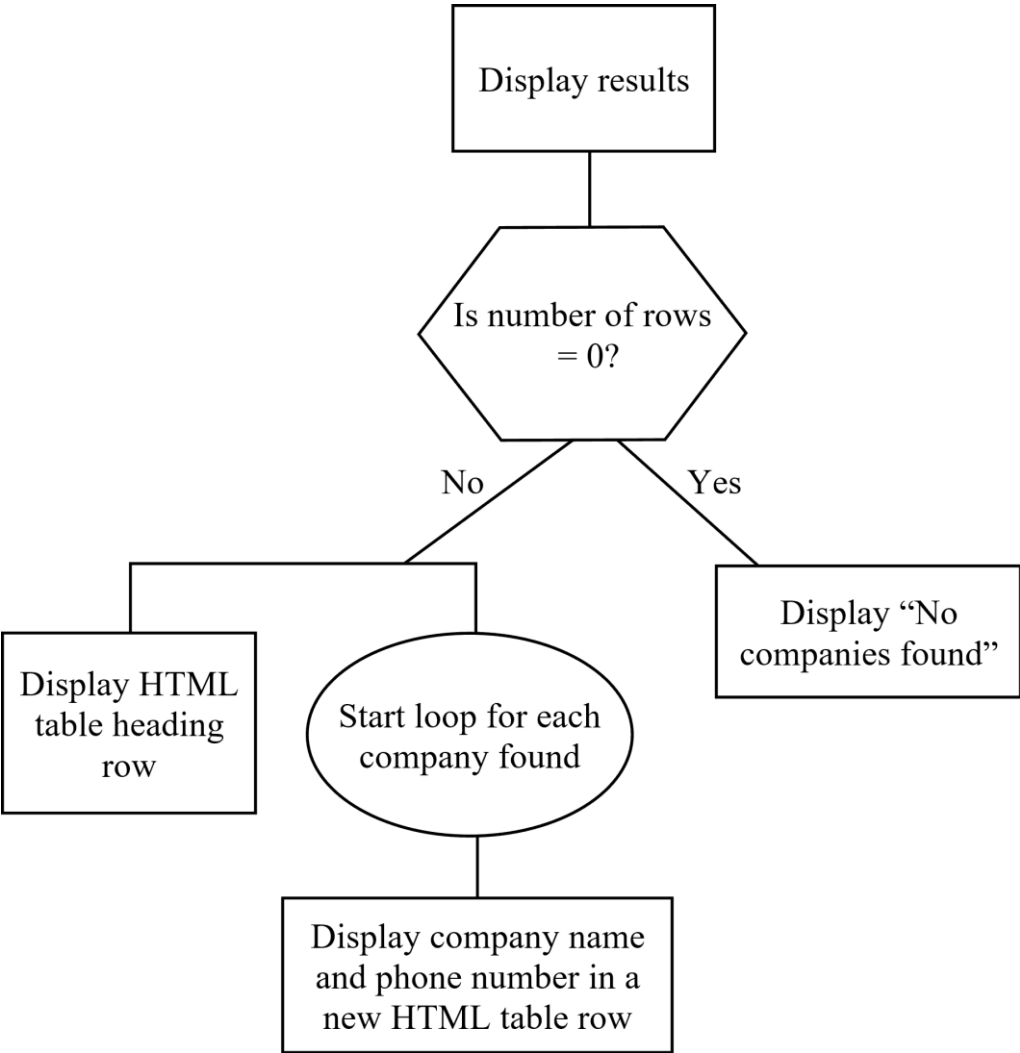 Display results
Is number of rows
= 0?
No
Yes
Display HTML
table heading
row
Start loop for each
company found
Display “No
companies found”
Display company name
and phone number in a
new HTML table row